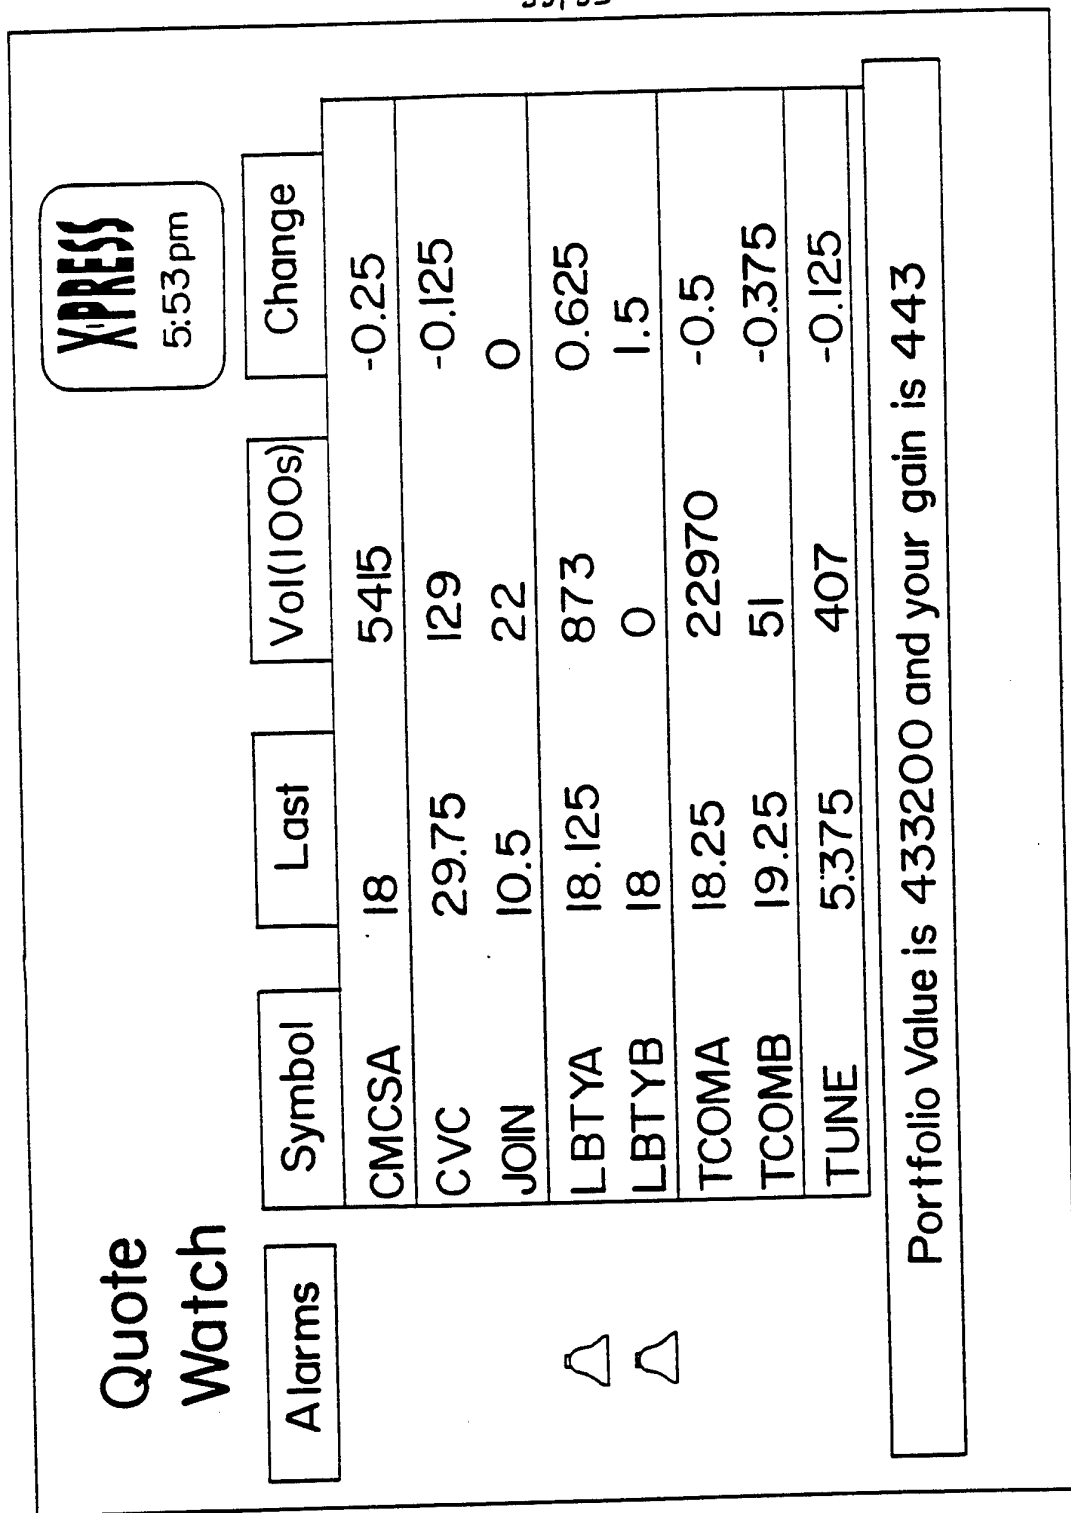 Quote
Watch
X·PRESS
5:53 pm
Alarms Symbol Last Vol(100s) Change
CMCSA 18 5415 -0.25
CVC 29.75 129 -0.125
JOIN 10.5 22 0
LBTYA 18.125 873 0.625
LBTYB 18 0 1.5
TCOMA 18.25 22970 -0.5
TCOMB 19.25 51 -0.375
TUNE 5.375 407 -0.125
Portfolio Value is 433200 and your gain is 443